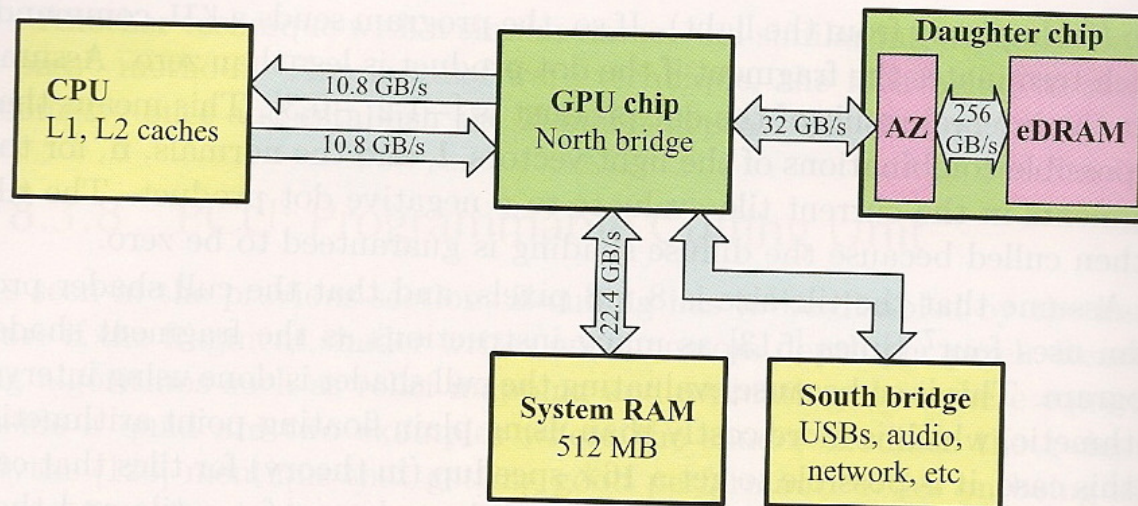 CPU
L1, L2 caches
10.8 GB/s
10.8 GB/s
GPU chip
North bridge
32 GB/s
Daughter chip
AZ
256
GB/s
eDRAM
22.4 GB/s
System RAM
512 MB
South bridge
USBs, audio,
network, etc